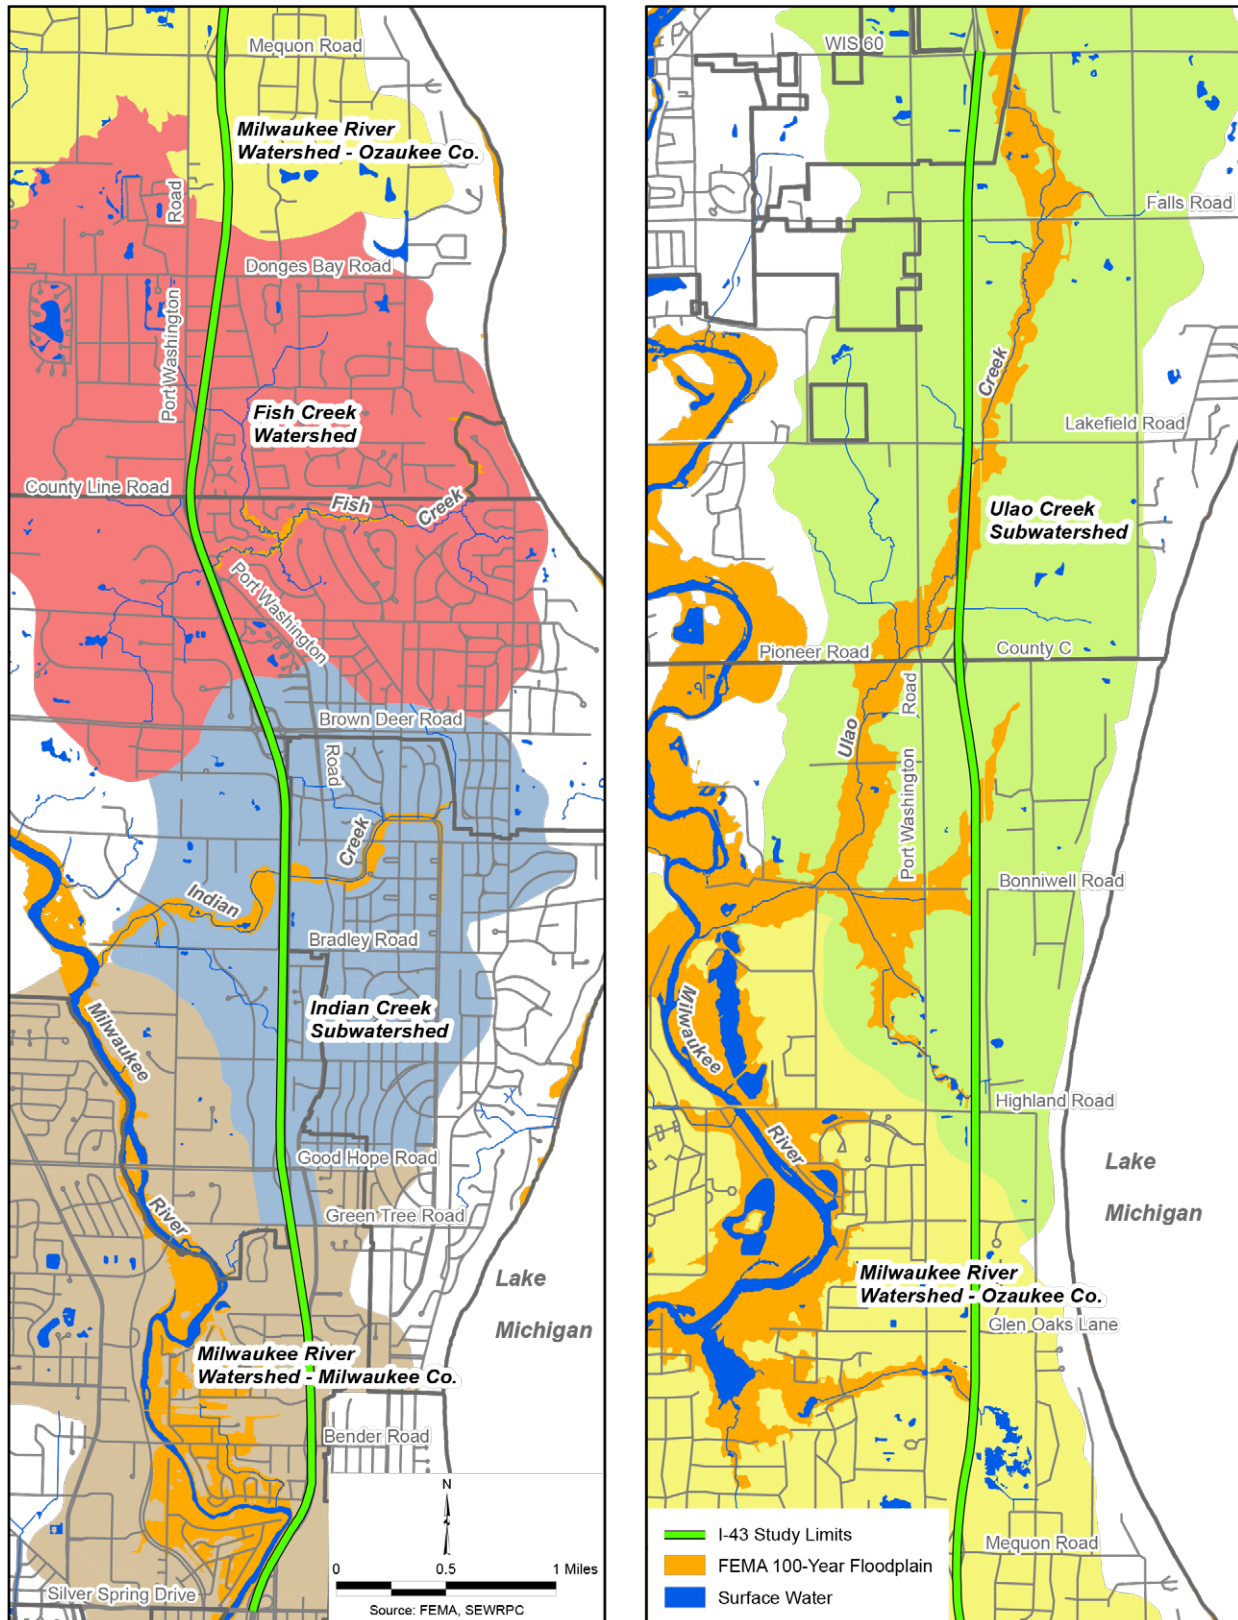 Mequon Road
Milwaukee River
Watershed - Ozaukee Co.
Road
Donges Bay Road
Port Washington
Fish Creek
Watershed
County Line Road
Fish
Creek
Port Washington
Brown Deer Road
Road
Creek
Indian
Bradley Road
Indian Creek
Subwatershed
Milwaukee
Good Hope Road
River
Green Tree Road
Lake
Michigan
Milwaukee River
Watershed - Milwaukee Co.
Bender Road
N
0 0.5 1 Miles
Silver Spring Drive
Source: FEMA, SEWRPC
WIS 60
Falls Road
Creek
Lakefield Road
Ulao Creek
Subwatershed
Pioneer Road
County C
Road
Ulao
Port Washington
Bonniwell Road
Milwaukee
Highland Road
River
Lake
Michigan
Milwaukee River
Watershed - Ozaukee Co.
Glen Oaks Lane
I-43 Study Limits
Mequon Road
FEMA 100-Year Floodplain
Surface Water